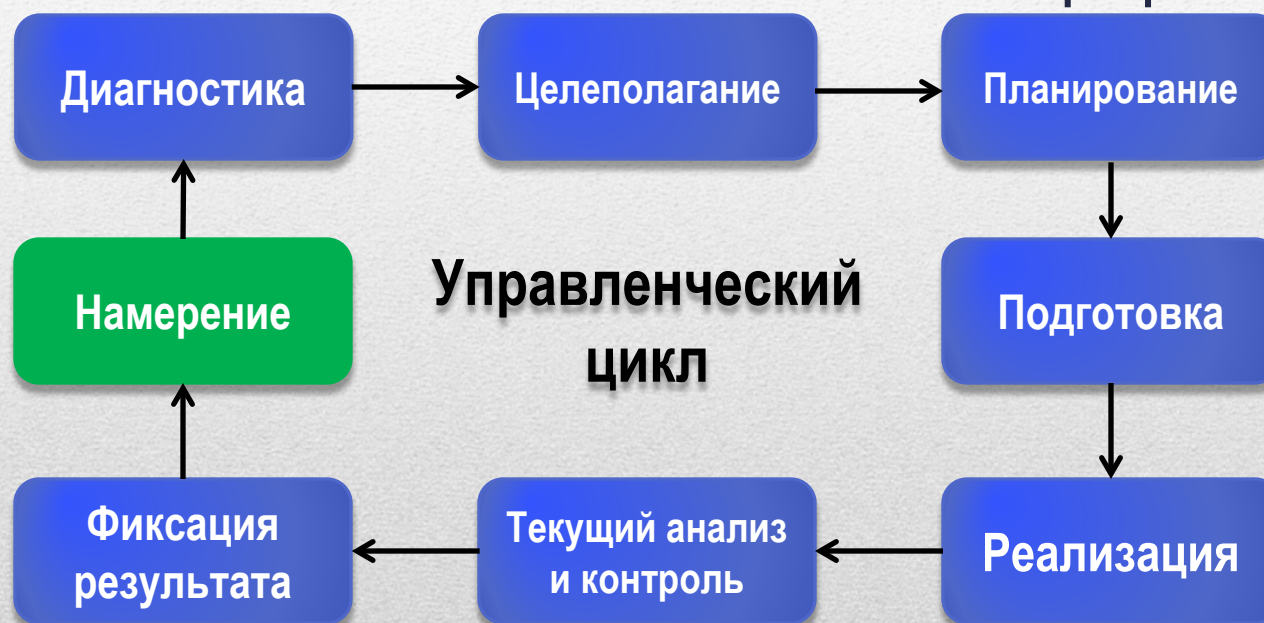 Диагностика
Целеполагание
Планирование
Намерение
Управленческий
цикл
Подготовка
Фиксация
результата
Текущий анализ
и контроль
Реализация